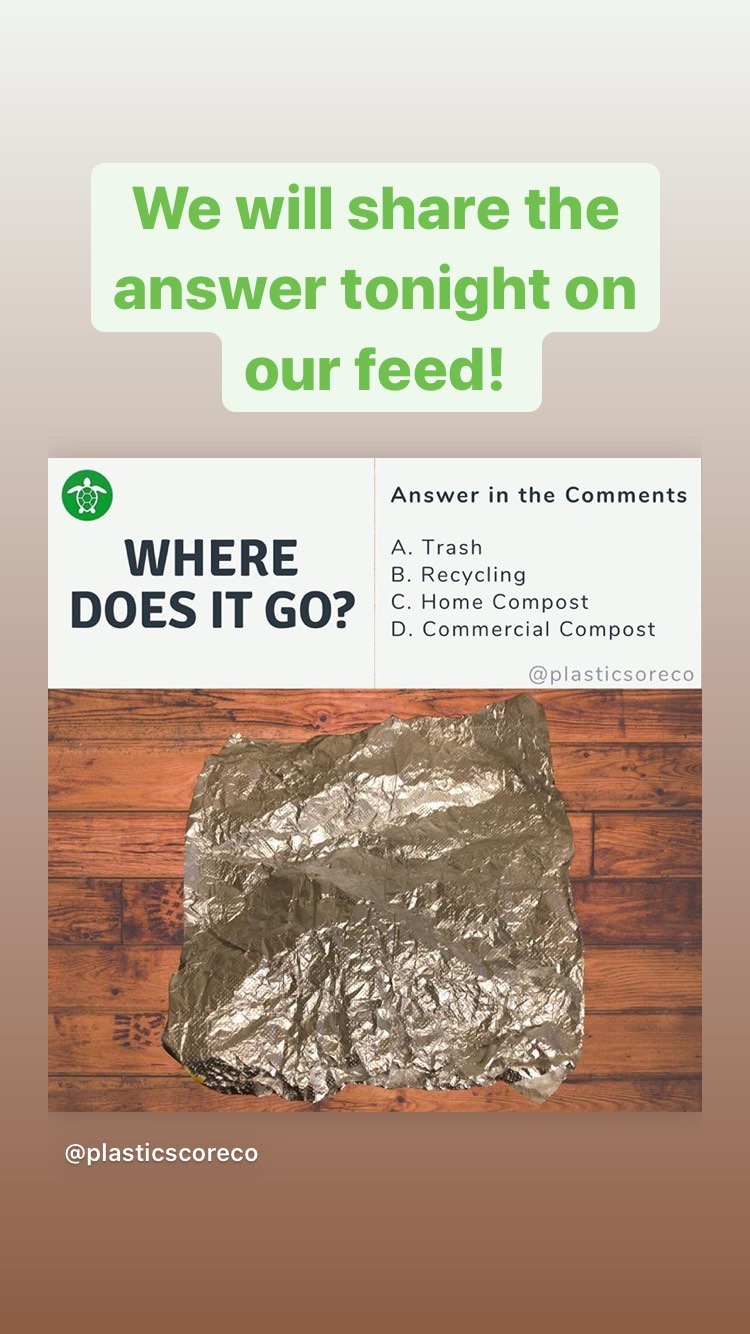 We will share the
answer tonight on
our feed!
WHERE
DOES IT GO?
Answer in the Comments
A. Trash
B. Recycling
C. Home Compost
D. Commercial Compost
@plasticsoreco
@plasticscoreco